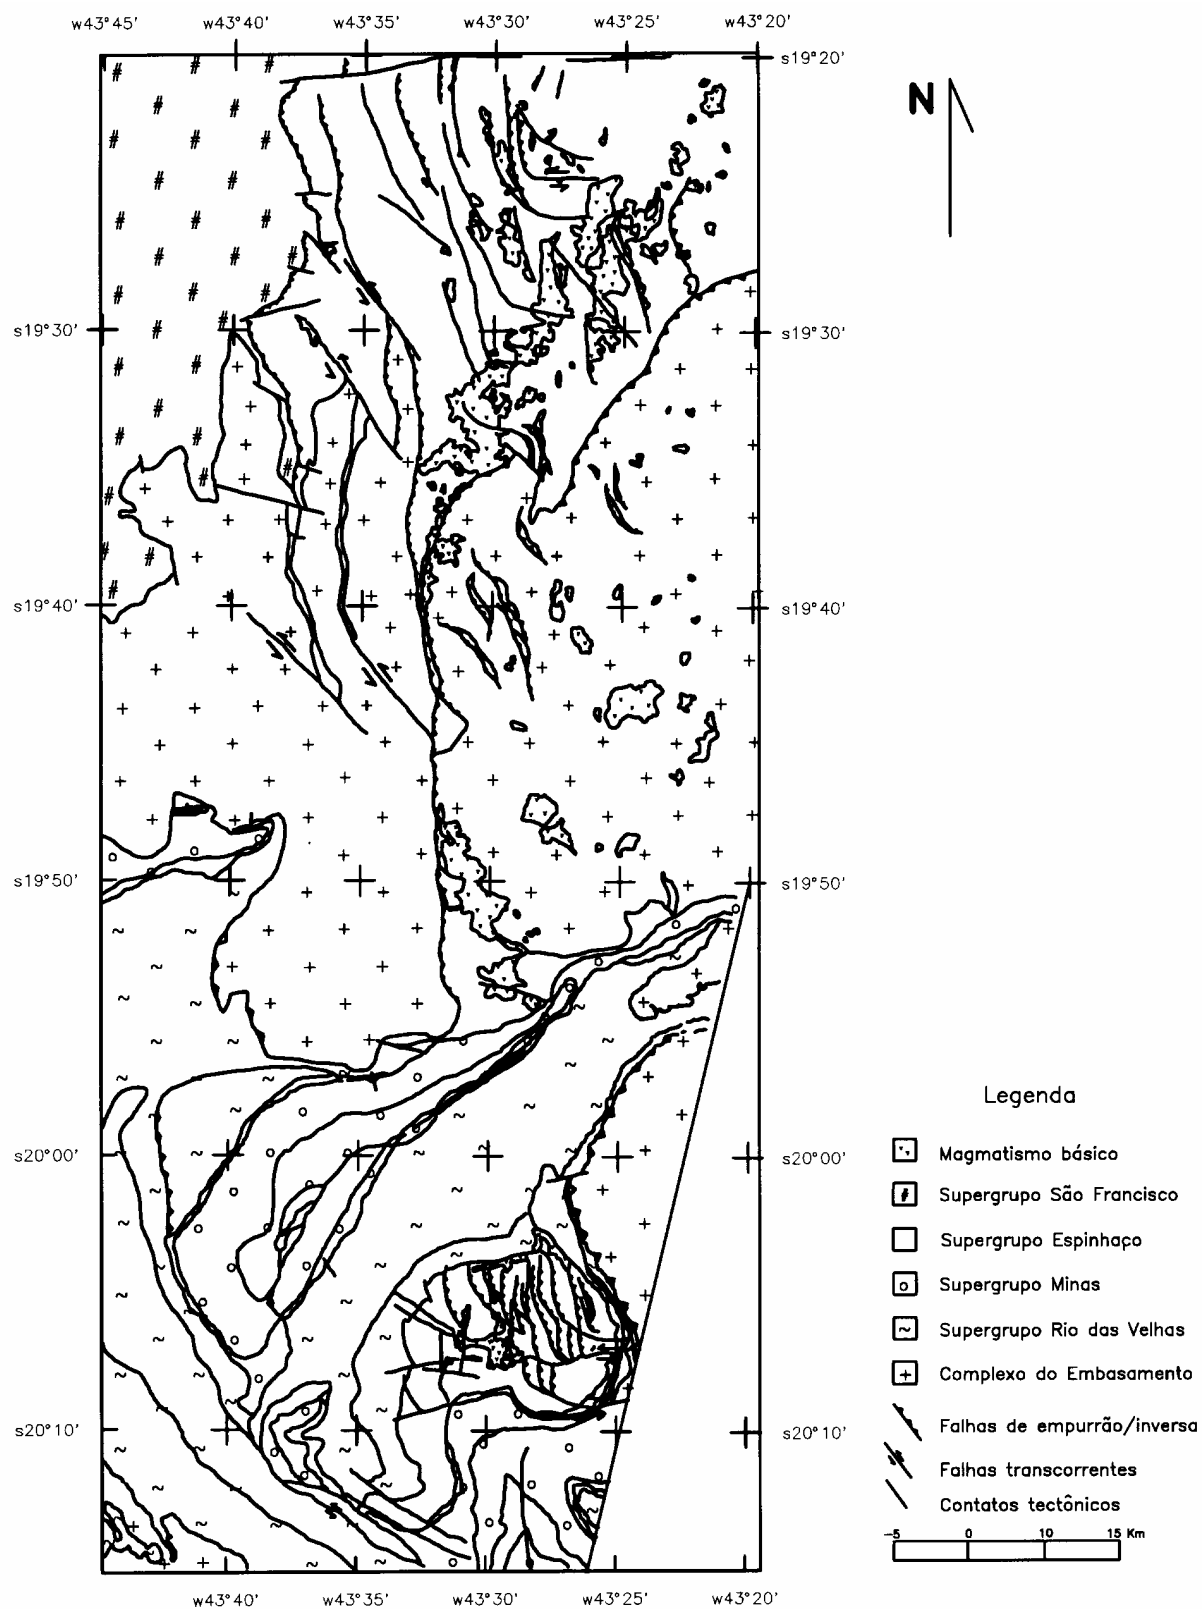 w43°45' w43°40' w43°35' w43°30' w43°25' w43°20'
s19°20'
N
s19°30' s19°30'
s19°40' s19°40'
s19°50' s19°50'
s20°00' s20°00'
s20°10' s20°10'
w43°40' w43°35' w43°30' w43°25' w43°20'
Legenda
Magmatismo básico
# Supergrupo São Francisco
Supergrupo Espinhaço
o Supergrupo Minas
~ Supergrupo Rio das Velhas
+ Complexo do Embasamento
Falhas de empurrão/inversa
Falhas transcorrentes
Contatos tectônicos
-5 0 10 15 Km